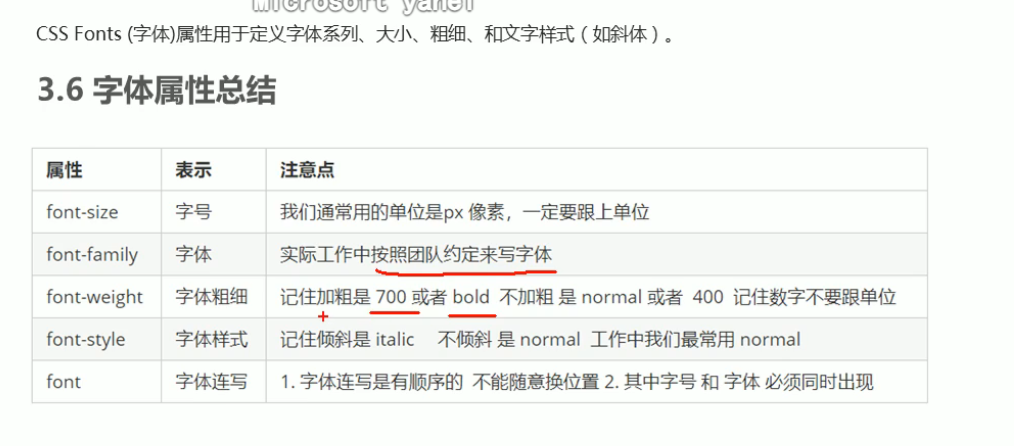 Microsoft yahei
CSS Fonts (字体)属性用于定义字体系列、大小、粗细、和文字样式（如斜体）。
3.6 字体属性总结
属性 表示 注意点
font-size 字号 我们通常用的单位是px 像素，一定要跟上单位
font-family 字体 实际工作中按照团队约定来写字体
font-weight 字体粗细 记住加粗是 700 或者 bold 不加粗 是 normal 或者 400 记住数字不要跟单位
font-style 字体样式 记住倾斜是 italic 不倾斜 是 normal 工作中我们最常用 normal
font 字体连写 1. 字体连写是有顺序的 不能随意换位置 2. 其中字号 和 字体 必须同时出现